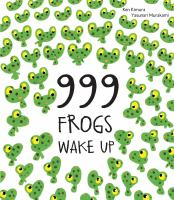 Ken Kimura
Yasunari Murakami
999
FROGS
WAKE UP